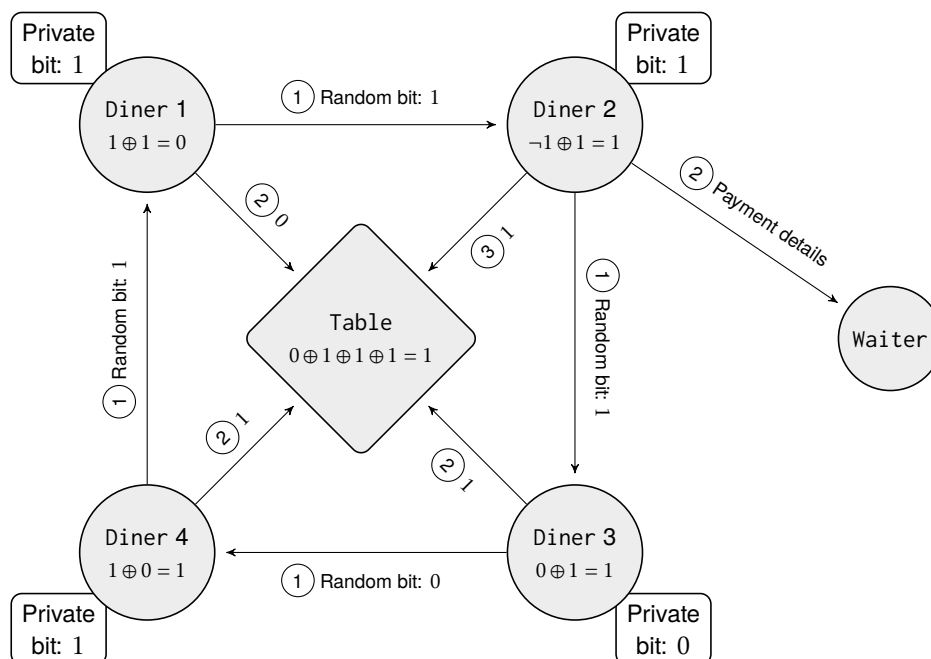 Private
bit: 1
Private
bit: 1
Diner 1
1 ⊕ 1 = 0
① Random bit: 1
Diner 2
¬1 ⊕ 1 = 1
② Payment details
② 0
③ 1
① Random bit: 1
Table
0 ⊕ 1 ⊕ 1 ⊕ 1 = 1
① Random bit: 1
Waiter
② 1
② 1
Diner 4
1 ⊕ 0 = 1
① Random bit: 0
Diner 3
0 ⊕ 1 = 1
Private
bit: 1
Private
bit: 0